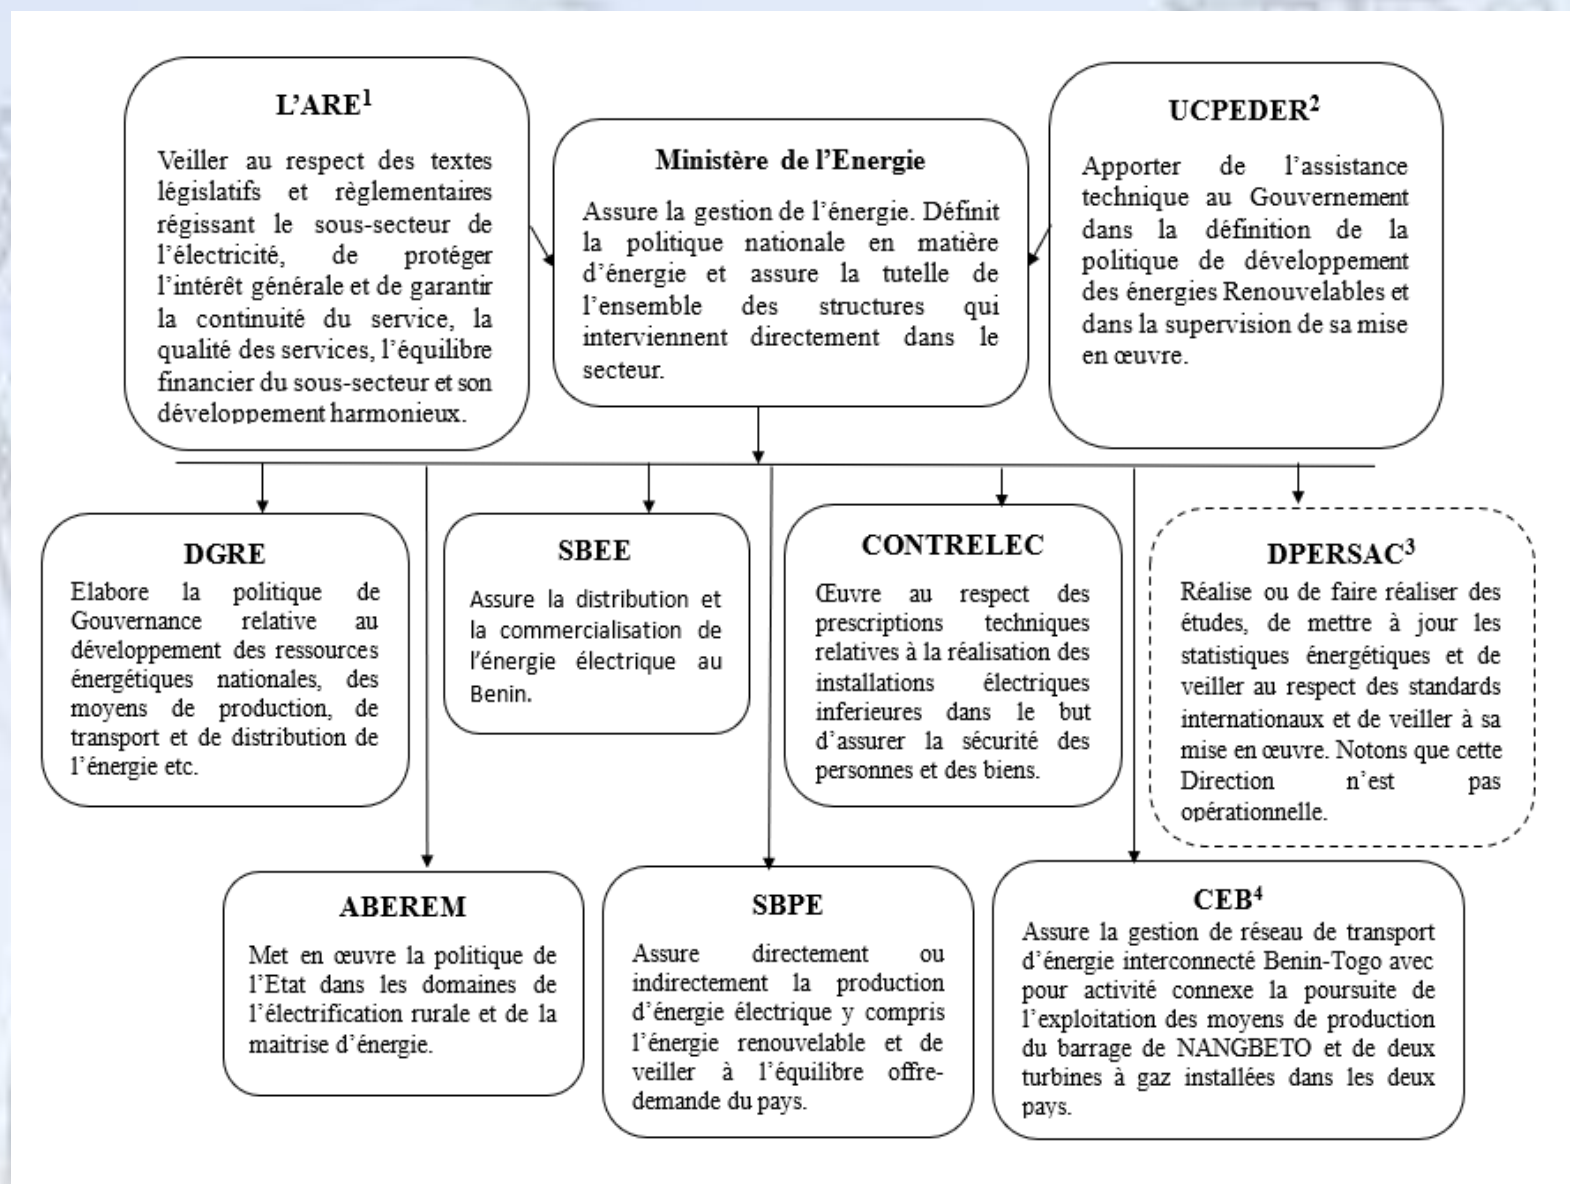 L’ARE¹
Veiller au respect des textes
législatifs et règlementaires
régissant le sous-secteur de
l’électricité, de protéger
l’intérêt générale et de garantir
la continuité du service, la
qualité des services, l’équilibre
financier du sous-secteur et son
développement harmonieux.
Ministère de l’Energie
Assure la gestion de l’énergie. Définit
la politique nationale en matière
d’énergie et assure la tutelle de
l’ensemble des structures qui
interviennent directement dans le
secteur.
UCPEDER²
Apporter de l’assistance
technique au Gouvernement
dans la définition de la
politique de développement
des énergies Renouvelables et
dans la supervision de sa mise
en œuvre.
DGRE
Elabore la politique de
Gouvernance relative au
développement des ressources
énergétiques nationales, des
moyens de production, de
transport et de distribution de
l’énergie etc.
SBEE
Assure la distribution et
la commercialisation de
l’énergie électrique au
Benin.
CONTRELEC
Œuvre au respect des
prescriptions techniques
relatives à la réalisation des
installations électriques
inferieures dans le but
d’assurer la sécurité des
personnes et des biens.
DPERSAC³
Réalise ou de faire réaliser des
études, de mettre à jour les
statistiques énergétiques et de
veiller au respect des standards
internationaux et de veiller à sa
mise en œuvre. Notons que cette
Direction n’est pas
opérationnelle.
ABEREM
Met en œuvre la politique de
l’Etat dans les domaines de
l’électrification rurale et de la
maitrise d’énergie.
SBPE
Assure directement ou
indirectement la production
d’énergie électrique y compris
l’énergie renouvelable et de
veiller à l’équilibre offre-
demande du pays.
CEB⁴
Assure la gestion de réseau de transport
d’énergie interconnecté Benin-Togo avec
pour activité connexe la poursuite de
l’exploitation des moyens de production
du barrage de NANGBETO et de deux
turbines à gaz installées dans les deux
pays.